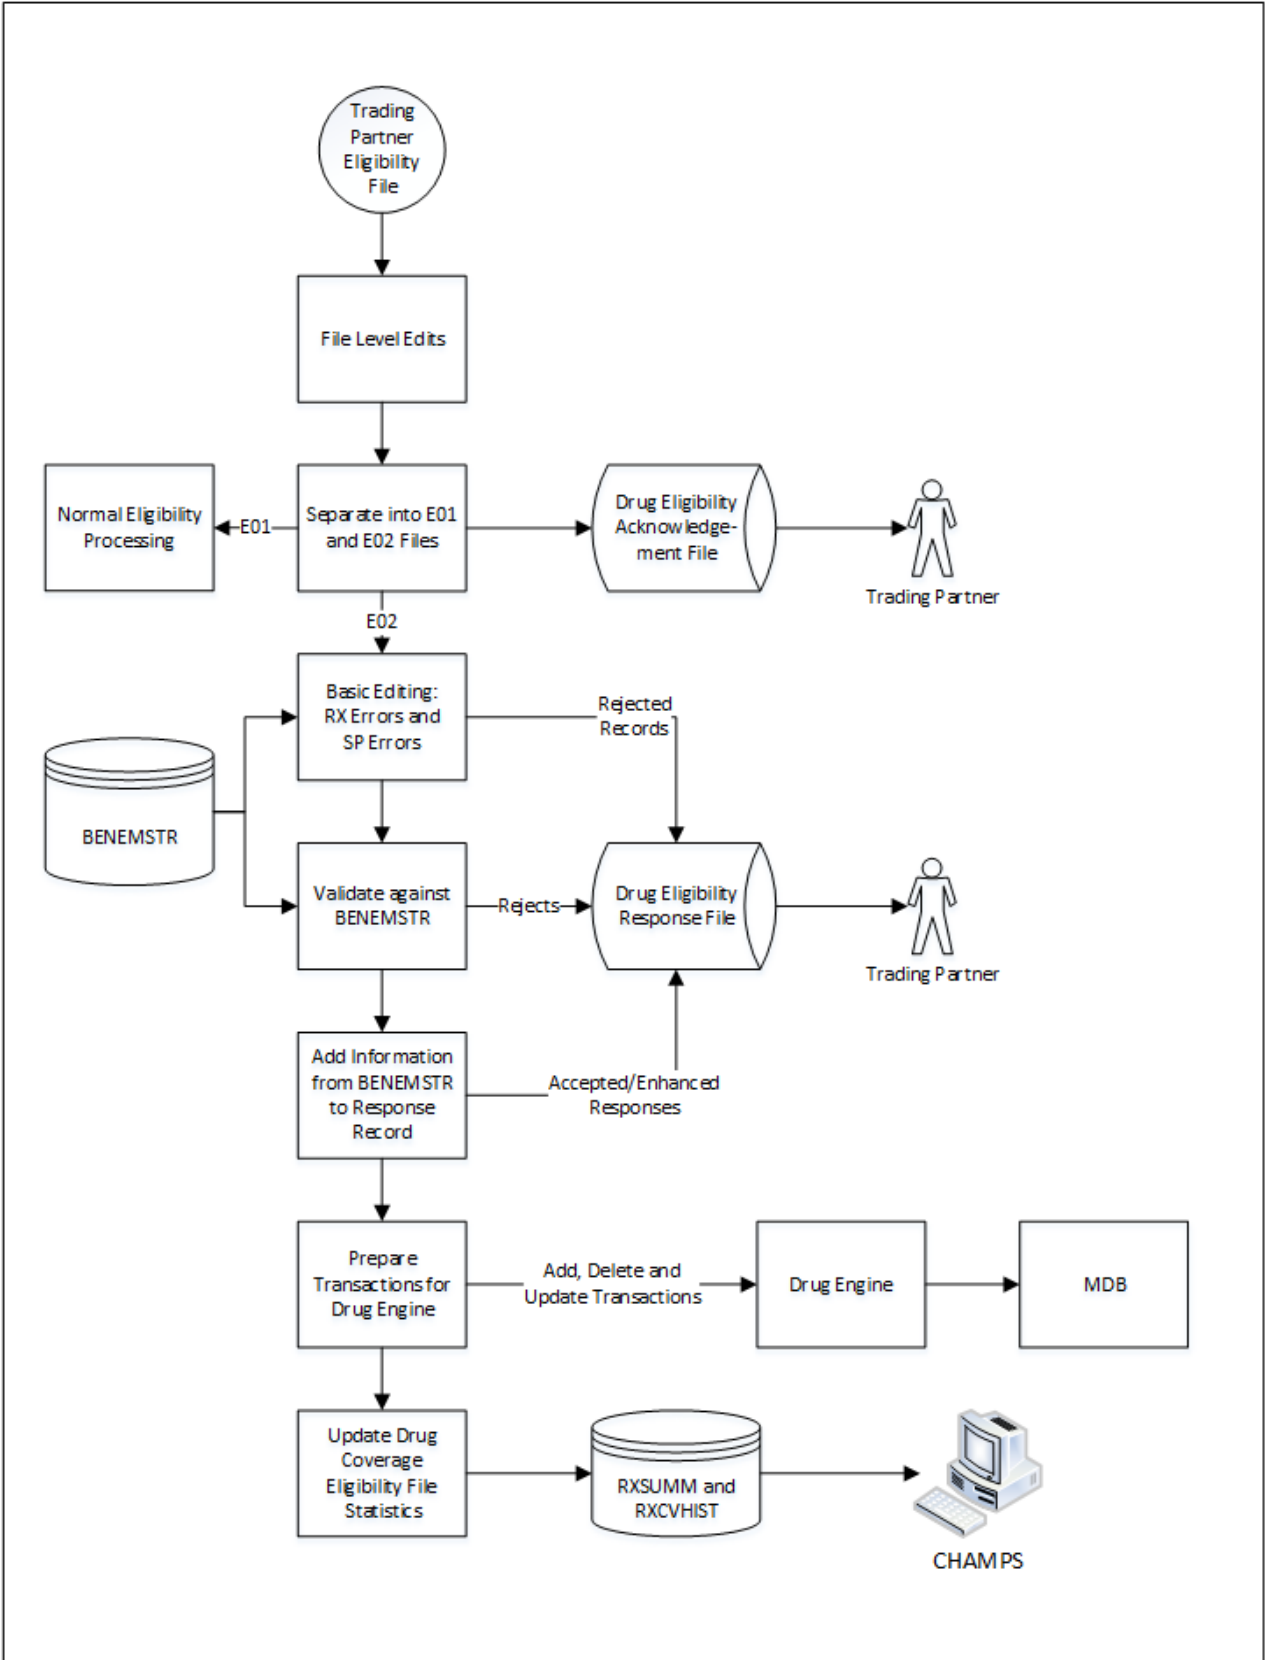 Trading
Partner
Eligibility
File
File Level Edits
Normal Eligibility
Processing
E01
Separate into E01
and E02 Files
Drug Eligibility
Acknowledge-
ment File
Trading Partner
E02
Basic Editing:
RX Errors and
SP Errors
Rejected
Records
BENEMSTR
Validate against
BENEMSTR
Rejects
Drug Eligibility
Response File
Trading Partner
Add Information
from BENEMSTR
to Response
Record
Accepted/Enhanced
Responses
Prepare
Transactions for
Drug Engine
Add, Delete and
Update Transactions
Drug Engine
MDB
Update Drug
Coverage
Eligibility File
Statistics
RXSUMM and
RXCVHIST
CHAMPS